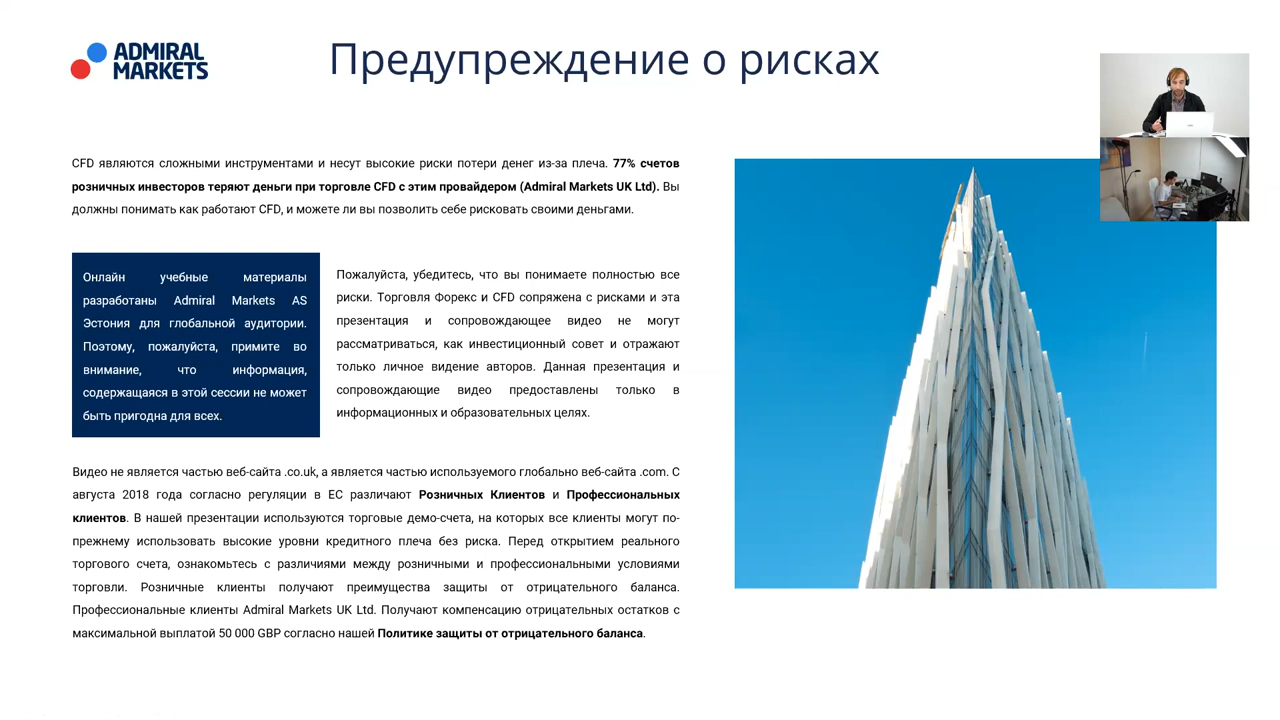 ADMIRAL
MARKETS
Предупреждение о рисках
CFD являются сложными инструментами и несут высокие риски потери денег из-за плеча. 77% счетов
розничных инвесторов теряют деньги при торговле CFD с этим провайдером (Admiral Markets UK Ltd). Вы
должны понимать как работают CFD, и можете ли вы позволить себе рисковать своими деньгами.
Онлайн учебные материалы
разработаны Admiral Markets AS
Эстония для глобальной аудитории.
Поэтому, пожалуйста, примите во
внимание, что информация,
содержащаяся в этой сессии не может
быть пригодна для всех.
Пожалуйста, убедитесь, что вы понимаете полностью все
риски. Торговля Форекс и CFD сопряжена с рисками и эта
презентация и сопровождающее видео не могут
рассматриваться, как инвестиционный совет и отражают
только личное видение авторов. Данная презентация и
сопровождающие видео предоставлены только в
информационных и образовательных целях.
Видео не является частью веб-сайта .co.uk, а является частью используемого глобально веб-сайта .com. С
августа 2018 года согласно регуляции в ЕС различают Розничных Клиентов и Профессиональных
клиентов. В нашей презентации используются торговые демо-счета, на которых все клиенты могут по-
прежнему использовать высокие уровни кредитного плеча без риска. Перед открытием реального
торгового счета, ознакомьтесь с различиями между розничными и профессиональными условиями
торговли. Розничные клиенты получают преимущества защиты от отрицательного баланса.
Профессиональные клиенты Admiral Markets UK Ltd. Получают компенсацию отрицательных остатков с
максимальной выплатой 50 000 GBP согласно нашей Политике защиты от отрицательного баланса.